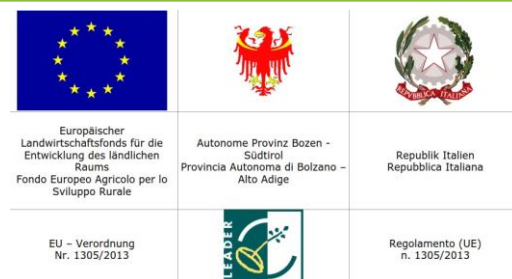 REPVBBLICA ITALIANA
Europäischer
Landwirtschaftsfonds für die
Entwicklung des ländlichen
Raums
Fondo Europeo Agricolo per lo
Sviluppo Rurale
Autonome Provinz Bozen -
Südtirol
Provincia Autonoma di Bolzano –
Alto Adige
Republik Italien
Repubblica Italiana
EU – Verordnung
Nr. 1305/2013
LEADER
Regolamento (UE)
n. 1305/2013